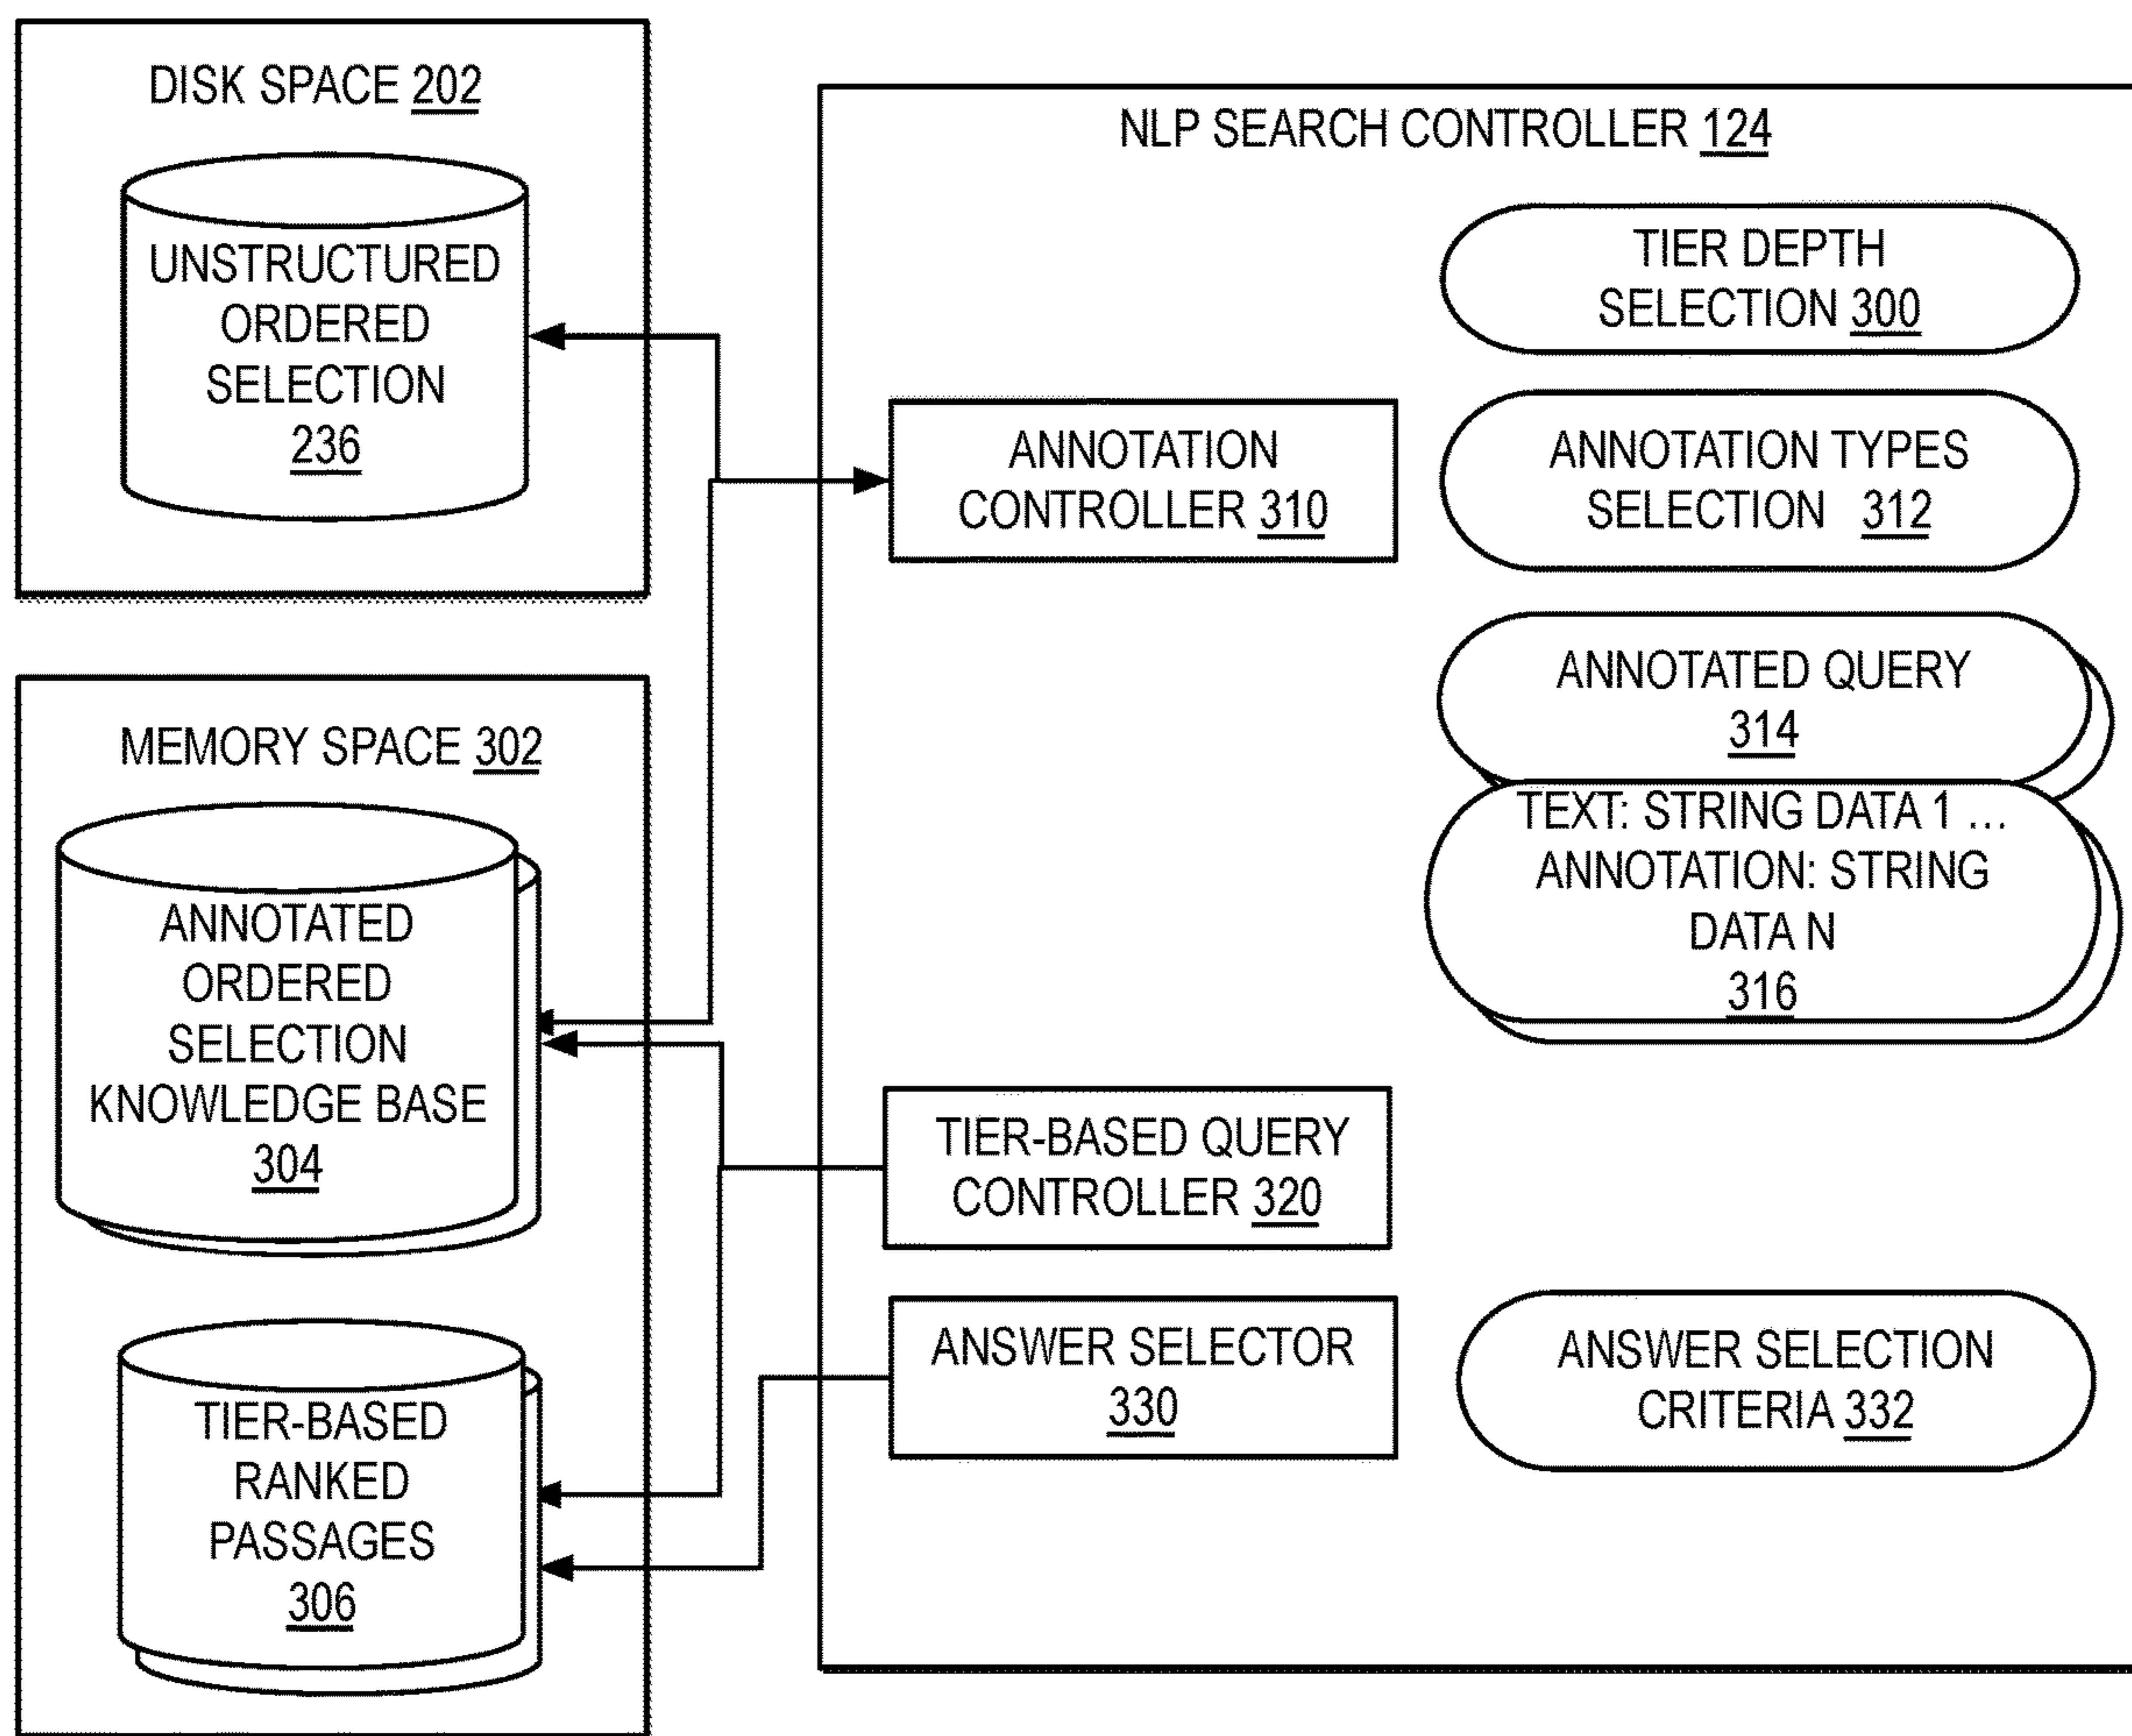 DISK SPACE 202
UNSTRUCTURED
ORDERED
SELECTION
236
MEMORY SPACE 302
ANNOTATED
ORDERED
SELECTION
KNOWLEDGE BASE
304
TIER-BASED
RANKED
PASSAGES
306
NLP SEARCH CONTROLLER 124
TIER DEPTH
SELECTION 300
ANNOTATION
CONTROLLER 310
ANNOTATION TYPES
SELECTION 312
ANNOTATED QUERY
314
TEXT: STRING DATA 1 ...
ANNOTATION: STRING
DATA N
316
TIER-BASED QUERY
CONTROLLER 320
ANSWER SELECTOR
330
ANSWER SELECTION
CRITERIA 332